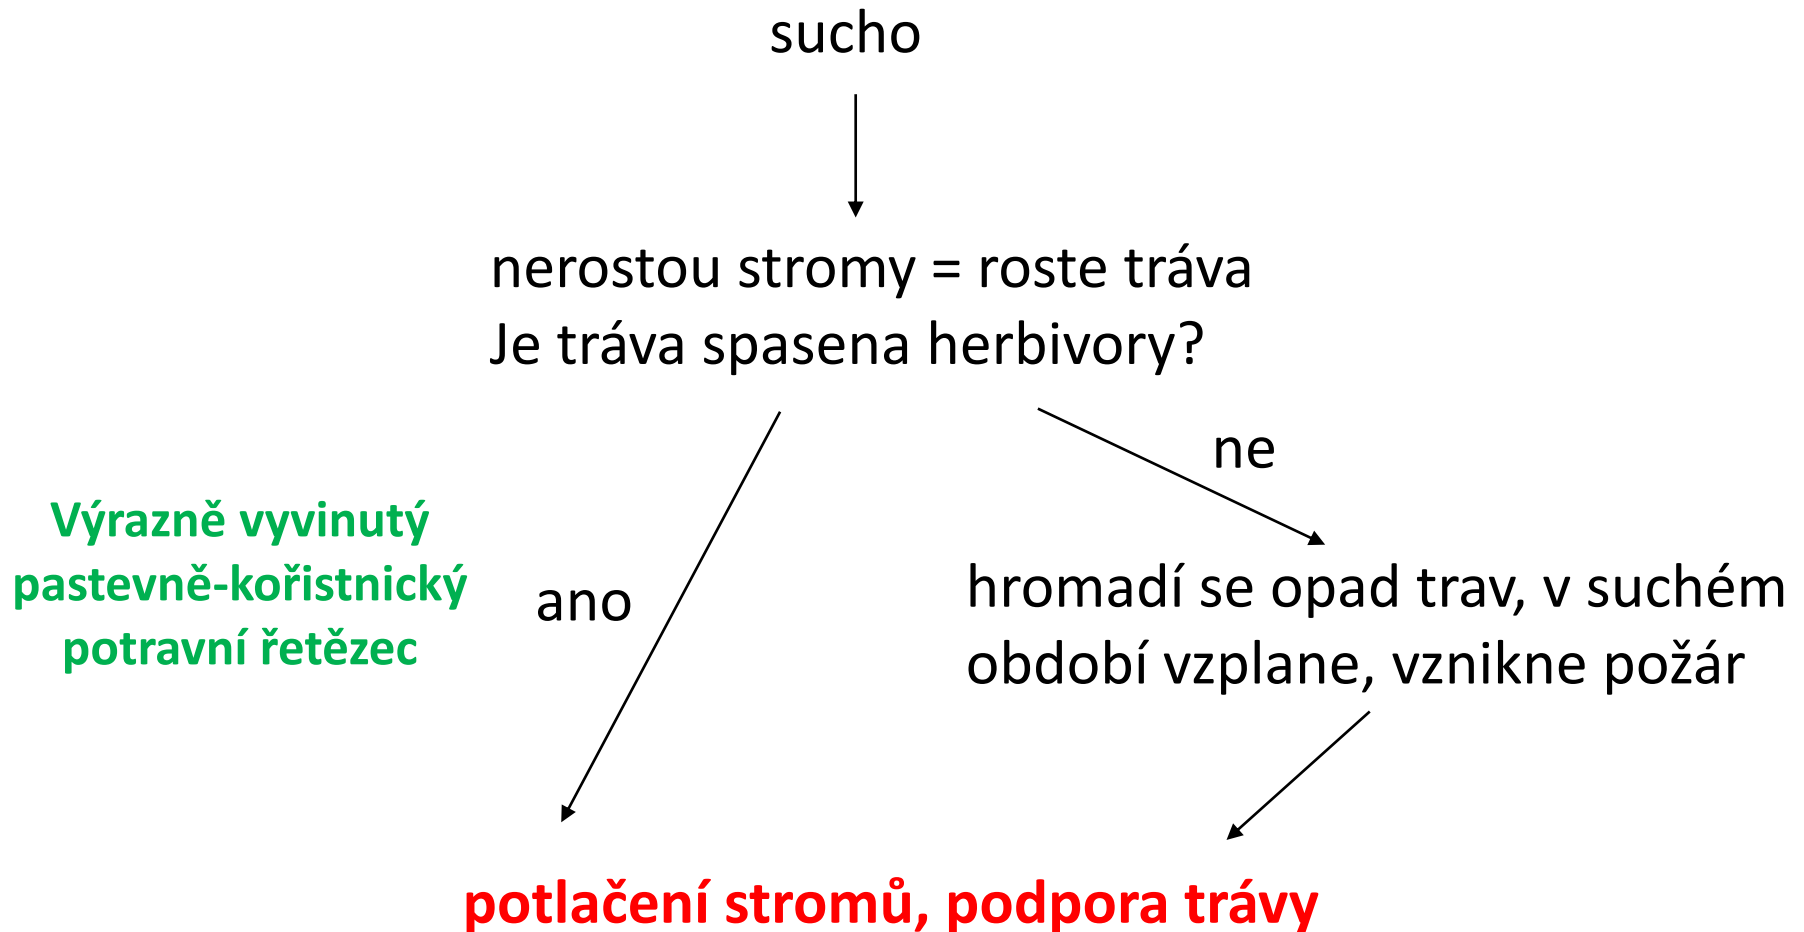 sucho
nerostou stromy = roste tráva
Je tráva spasena herbivory?
ne
Výrazně vyvinutý
pastevně-kořistnický
potravní řetězec
ano
hromadí se opad trav, v suchém
období vzplane, vznikne požár
potlačení stromů, podpora trávy